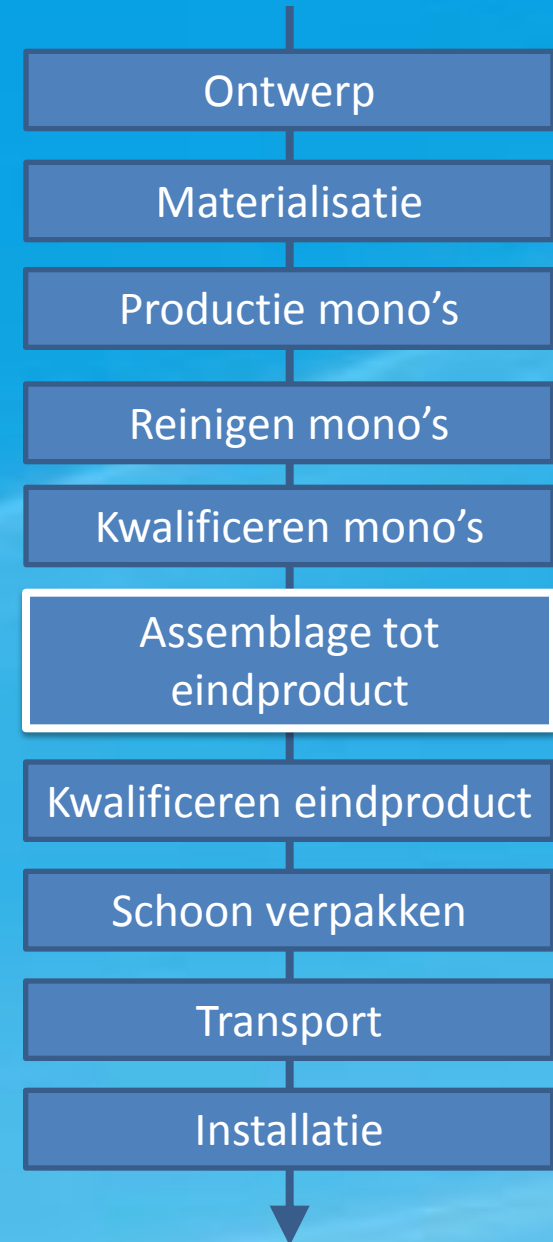 Ontwerp
Materialisatie
Productie mono’s
Reinigen mono’s
Kwalificeren mono’s
Assemblage tot
eindproduct
Kwalificeren eindproduct
Schoon verpakken
Transport
Installatie